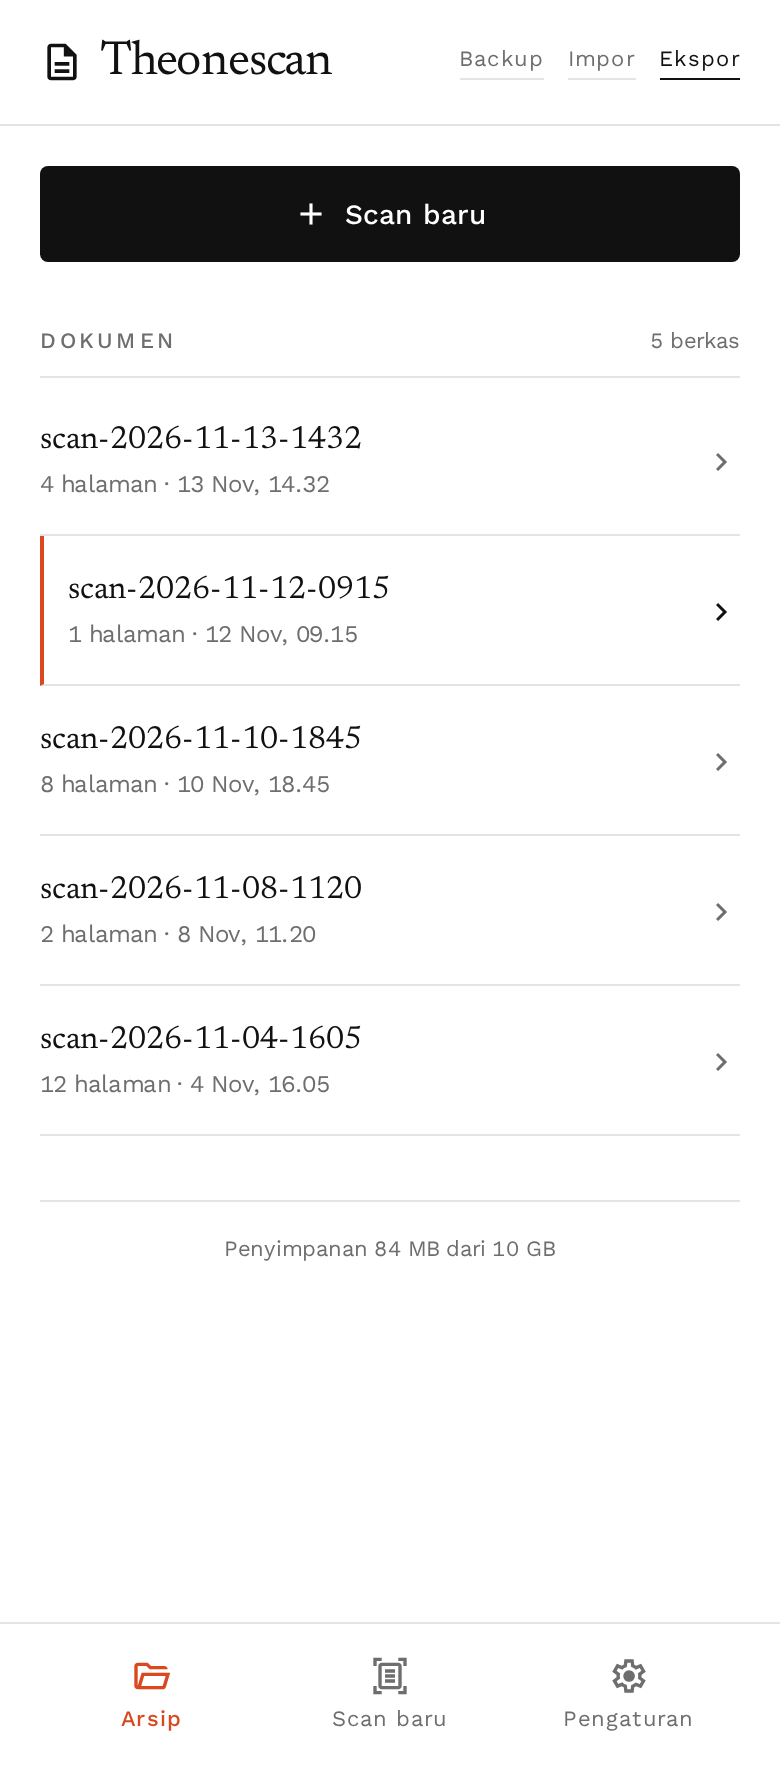 Theonescan
Backup Impor Ekspor
Scan baru
DOKUMEN 5 berkas
scan-2026-11-13-1432
4 halaman · 13 Nov, 14.32
scan-2026-11-12-0915
1 halaman · 12 Nov, 09.15
scan-2026-11-10-1845
8 halaman · 10 Nov, 18.45
scan-2026-11-08-1120
2 halaman · 8 Nov, 11.20
scan-2026-11-04-1605
12 halaman · 4 Nov, 16.05
Penyimpanan 84 MB dari 10 GB
Arsip Scan baru Pengaturan